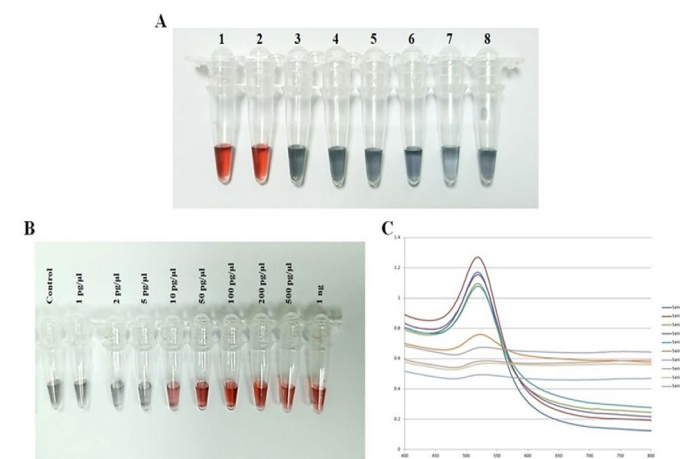 A
1 2 3 4 5 6 7 8
B
Control
1 pg/µl
2 pg/µl
5 pg/µl
10 pg/µl
50 pg/µl
100 pg/µl
200 pg/µl
500 pg/µl
1 ng
C
1.4
1.2
1
0.8
0.6
0.4
0.2
0
400 450 500 550 600 650 700 750 800